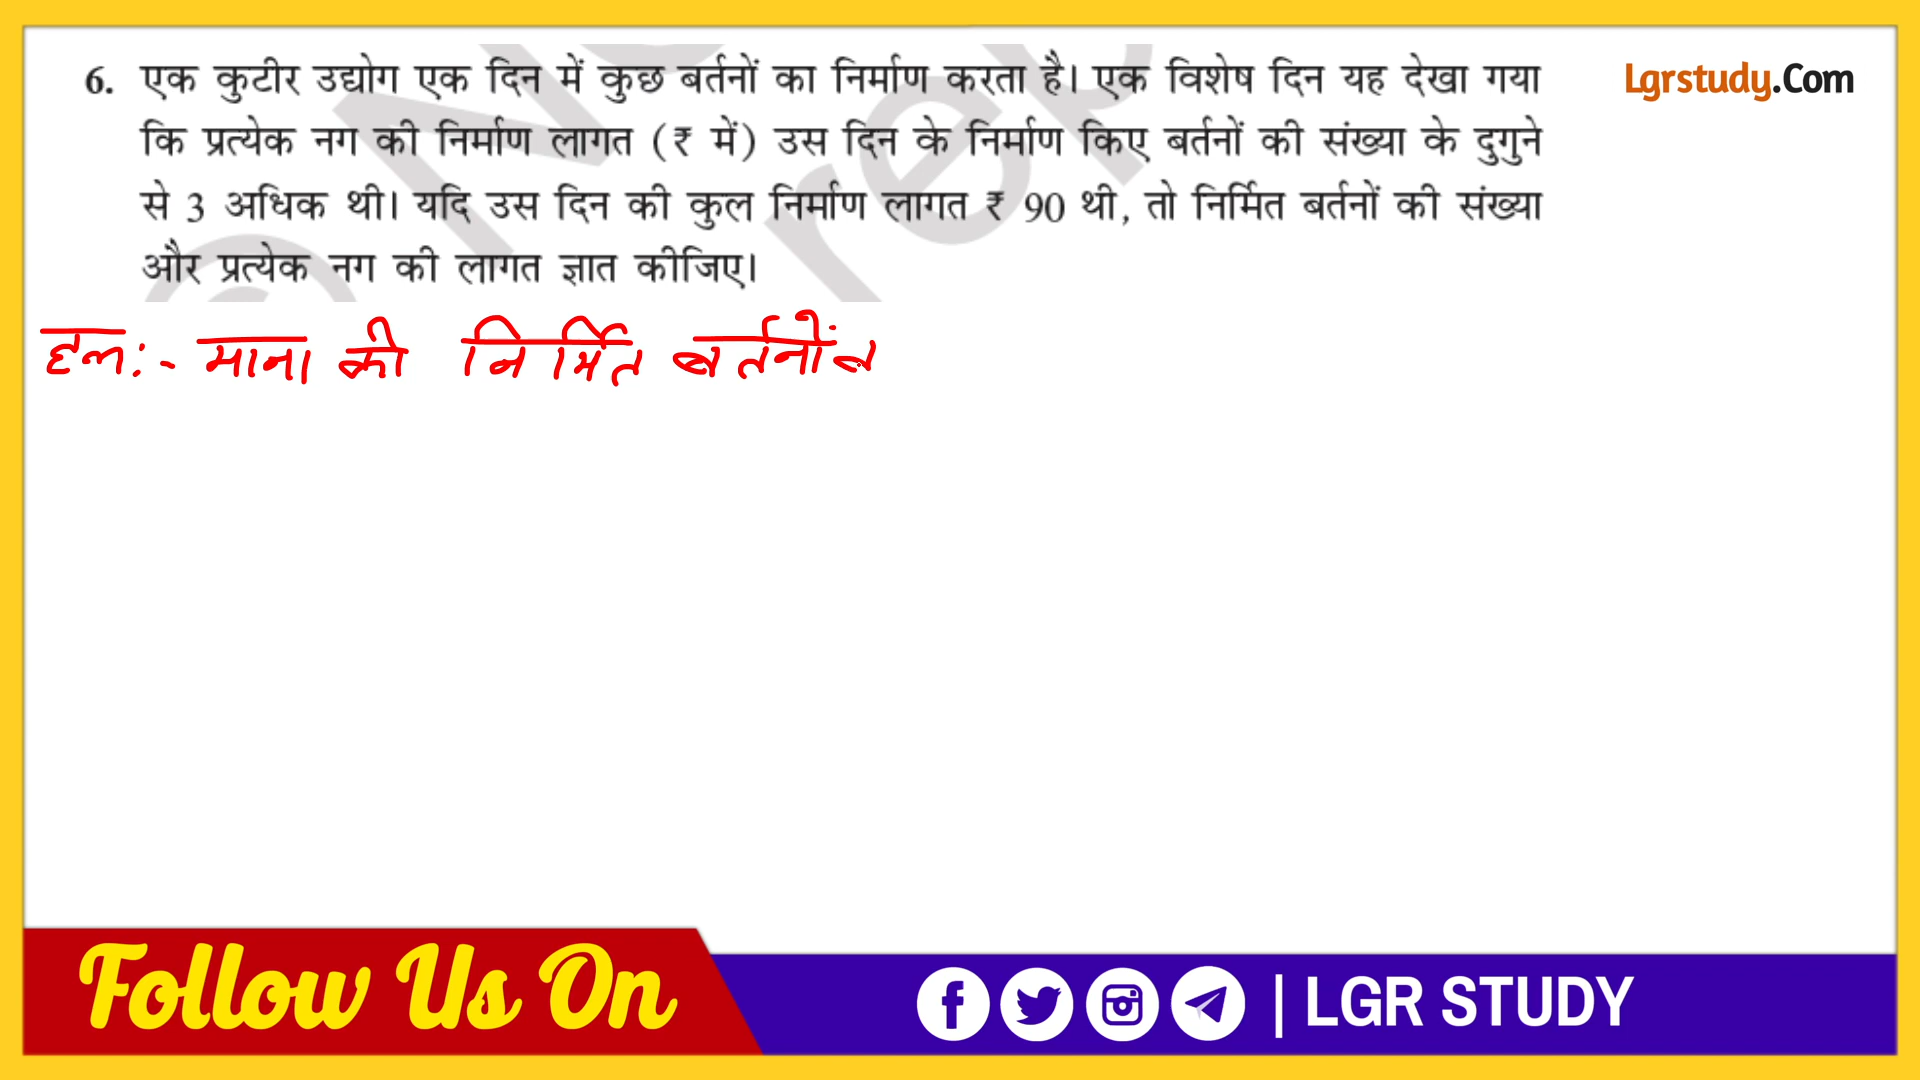 6. एक कुटीर उद्योग एक दिन में कुछ बर्तनों का निर्माण करता है। एक विशेष दिन यह देखा गया
Lgrstudy.Com
कि प्रत्येक नग की निर्माण लागत (₹ में) उस दिन के निर्माण किए बर्तनों की संख्या के दुगुने
से 3 अधिक थी। यदि उस दिन की कुल निर्माण लागत ₹ 90 थी, तो निर्मित बर्तनों की संख्या
और प्रत्येक नग की लागत ज्ञात कीजिए।
हल:- माना की निर्मित बर्तनों
Follow Us On
| LGR STUDY